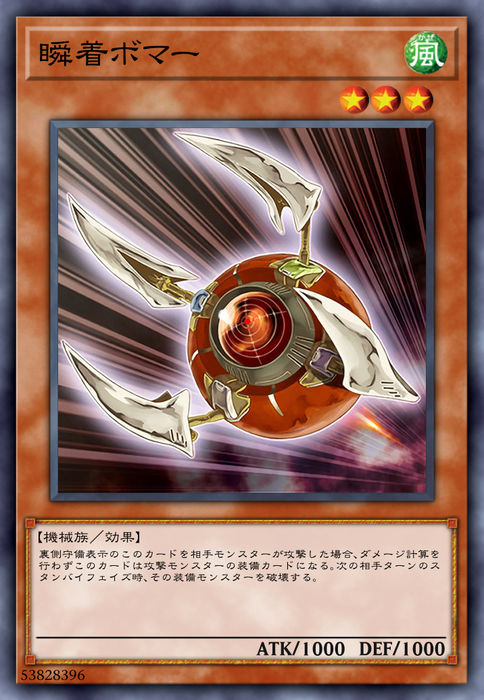 瞬着ボマー
風
【機械族／効果】
裏側守備表示のこのカードを相手モンスターが攻撃した場合、ダメージ計算を
行わずこのカードは攻撃モンスターの装備カードになる。次の相手ターンのス
タンバイフェイズ時、その装備モンスターを破壊する。
ATK/1000 DEF/1000
53828396